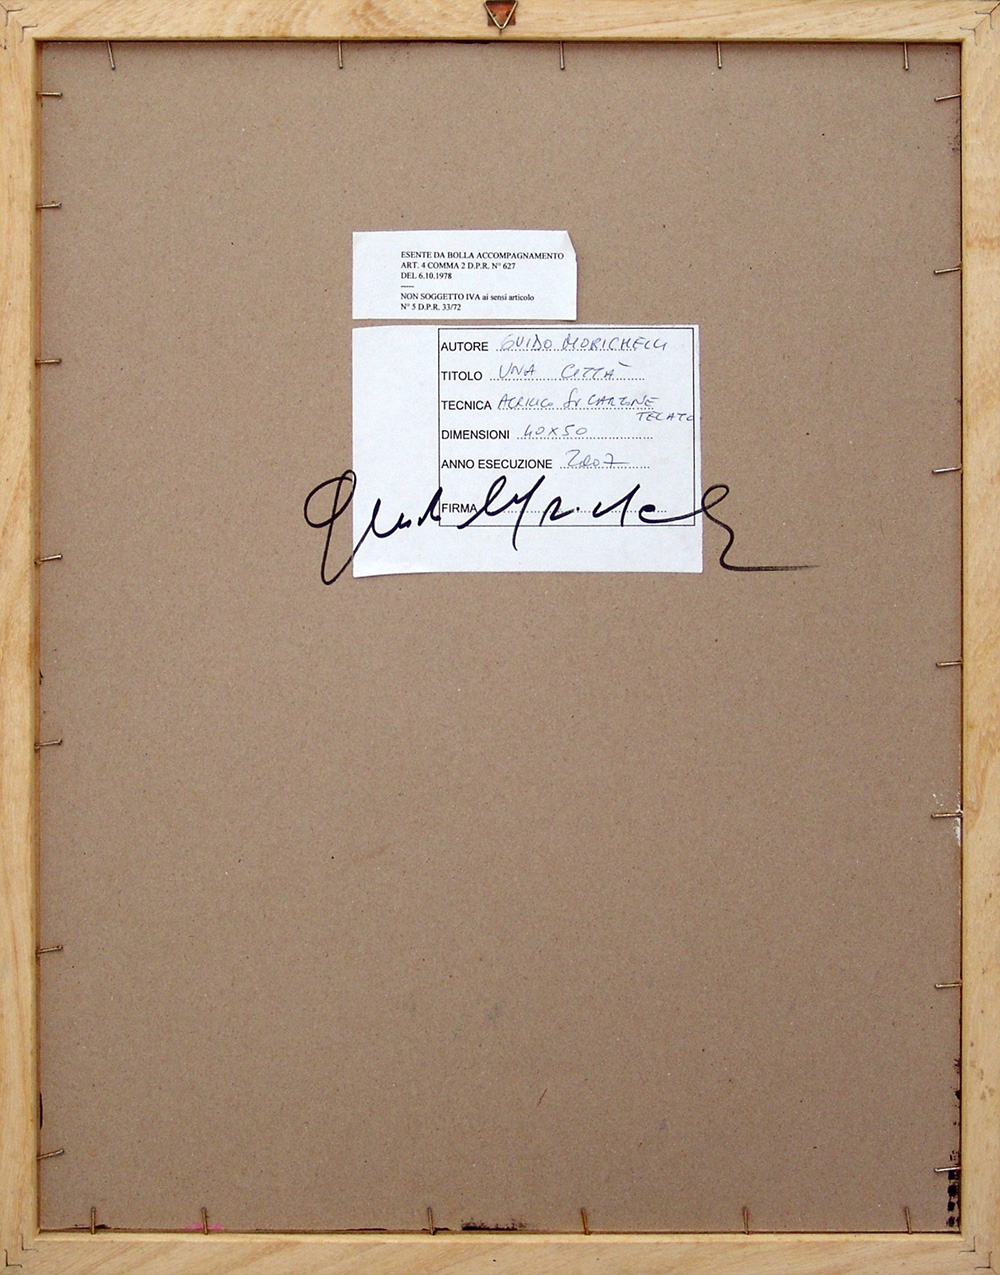 ESENTE DA BOLLA ACCOMPAGNAMENTO
ART. 4 COMMA 2 D.P.R. N° 627
DEL 6.10.1978
-----
NON SOGGETTO IVA ai sensi articolo
N° 5 D.P.R. 33/72
AUTORE GUIDO MORICHELLI
TITOLO UNA CITTÀ
TECNICA ACRILICO SU CARTONE
TELATO
DIMENSIONI 40x50
ANNO ESECUZIONE 2007
FIRMA Guido Morichelli